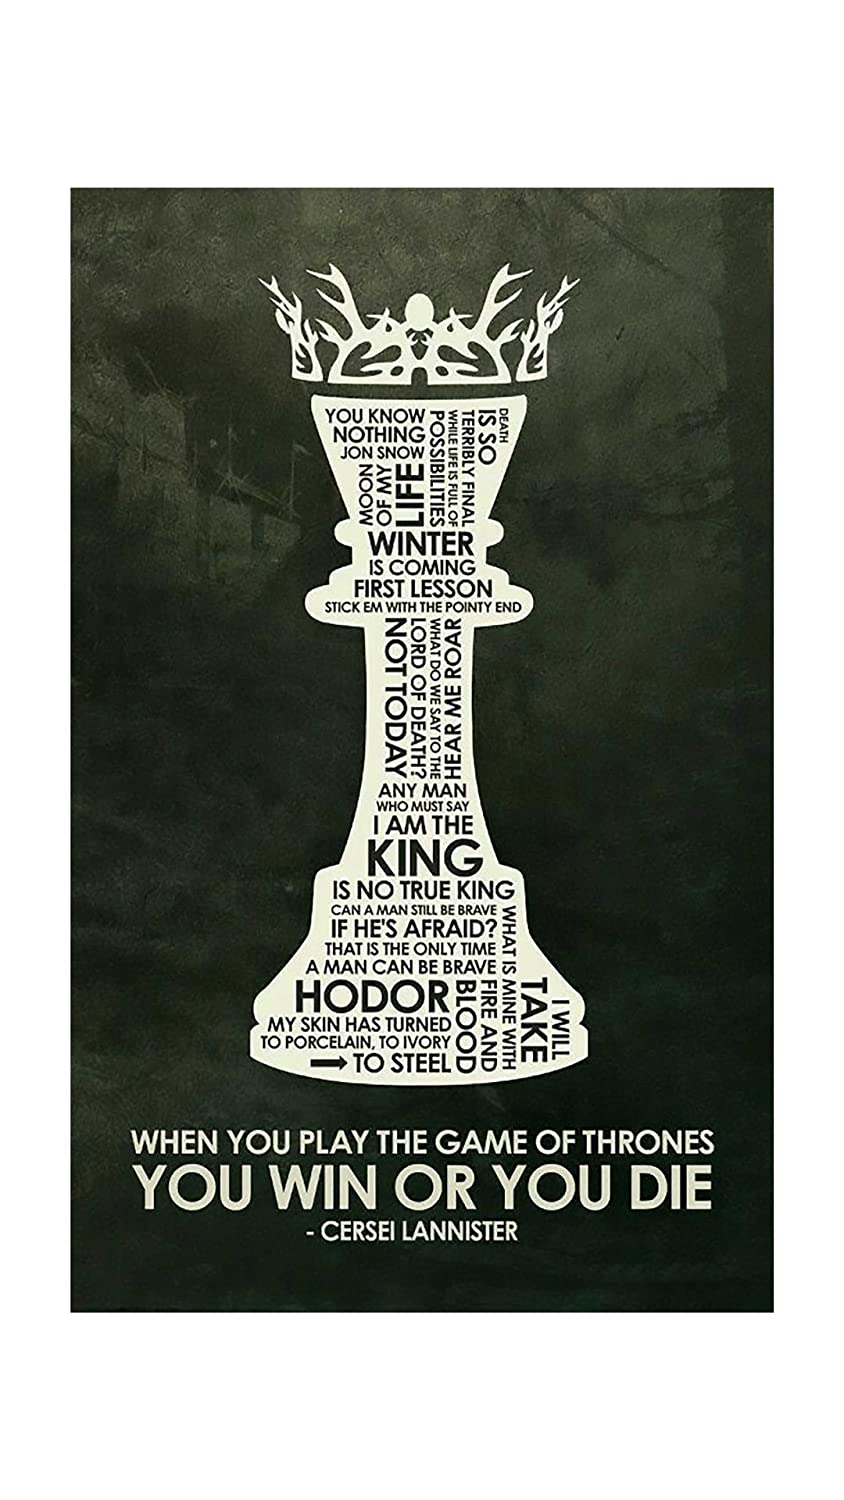 YOU KNOW
NOTHING
JON SNOW
MOON
OF MY
LIFE
DEATH
IS SO
TERRIBLY FINAL
WHILE LIFE IS FULL OF
POSSIBILITIES
WINTER
IS COMING
FIRST LESSON
STICK EM WITH THE POINTY END
HEAR ME ROAR
WHAT DO WE SAY TO THE
LORD OF DEATH?
NOT TODAY
ANY MAN
WHO MUST SAY
I AM THE
KING
IS NO TRUE KING
CAN A MAN STILL BE BRAVE
IF HE'S AFRAID?
THAT IS THE ONLY TIME
A MAN CAN BE BRAVE
HODOR
MY SKIN HAS TURNED
TO PORCELAIN, TO IVORY
TO STEEL
FIRE AND
BLOOD
I WILL
TAKE
WHAT IS MINE WITH
WHEN YOU PLAY THE GAME OF THRONES
YOU WIN OR YOU DIE
- CERSEI LANNISTER